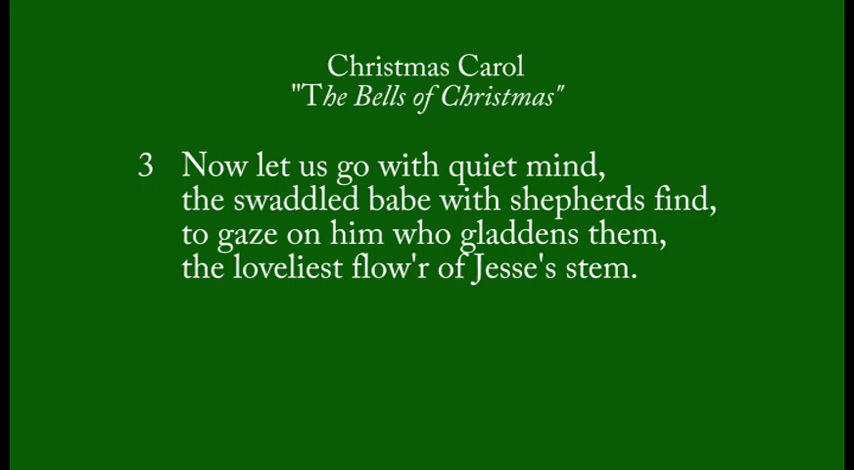 Christmas Carol
"The Bells of Christmas"
3 Now let us go with quiet mind,
the swaddled babe with shepherds find,
to gaze on him who gladdens them,
the loveliest flow'r of Jesse's stem.